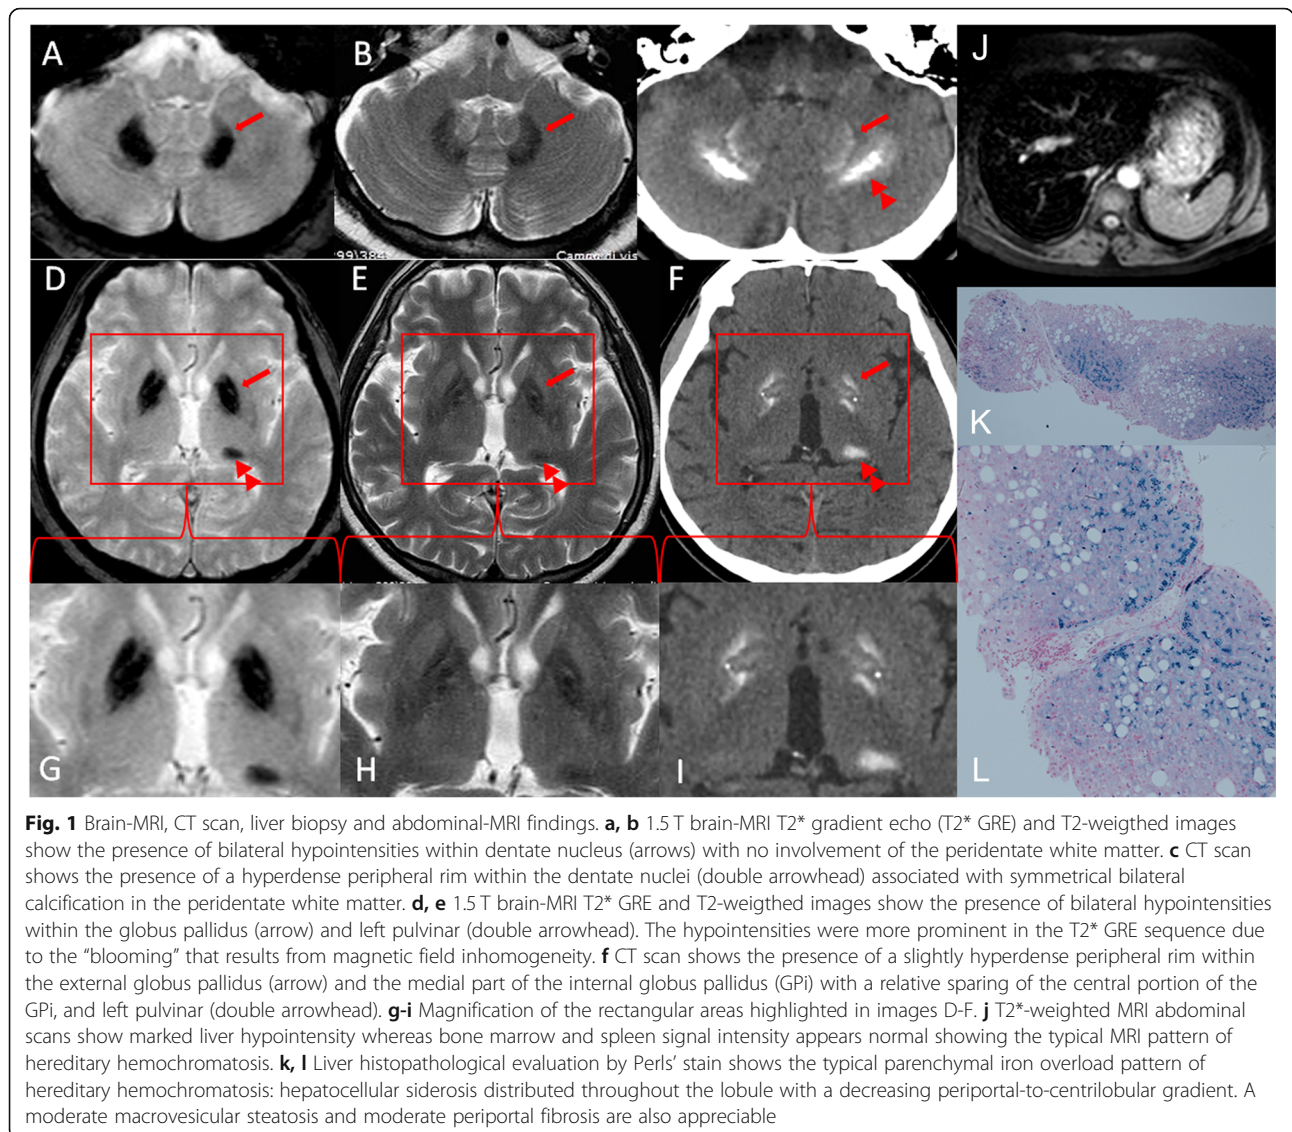 A
B
J
99\384
Campo di vis
D
E
F
K
G
H
I
L
Fig. 1 Brain-MRI, CT scan, liver biopsy and abdominal-MRI findings. a, b 1.5 T brain-MRI T2* gradient echo (T2* GRE) and T2-weigthed images
show the presence of bilateral hypointensities within dentate nucleus (arrows) with no involvement of the peridentate white matter. c CT scan
shows the presence of a hyperdense peripheral rim within the dentate nuclei (double arrowhead) associated with symmetrical bilateral
calcification in the peridentate white matter. d, e 1.5 T brain-MRI T2* GRE and T2-weigthed images show the presence of bilateral hypointensities
within the globus pallidus (arrow) and left pulvinar (double arrowhead). The hypointensities were more prominent in the T2* GRE sequence due
to the “blooming” that results from magnetic field inhomogeneity. f CT scan shows the presence of a slightly hyperdense peripheral rim within
the external globus pallidus (arrow) and the medial part of the internal globus pallidus (GPi) with a relative sparing of the central portion of the
GPi, and left pulvinar (double arrowhead). g-i Magnification of the rectangular areas highlighted in images D-F. j T2*-weighted MRI abdominal
scans show marked liver hypointensity whereas bone marrow and spleen signal intensity appears normal showing the typical MRI pattern of
hereditary hemochromatosis. k, l Liver histopathological evaluation by Perls’ stain shows the typical parenchymal iron overload pattern of
hereditary hemochromatosis: hepatocellular siderosis distributed throughout the lobule with a decreasing periportal-to-centrilobular gradient. A
moderate macrovesicular steatosis and moderate periportal fibrosis are also appreciable